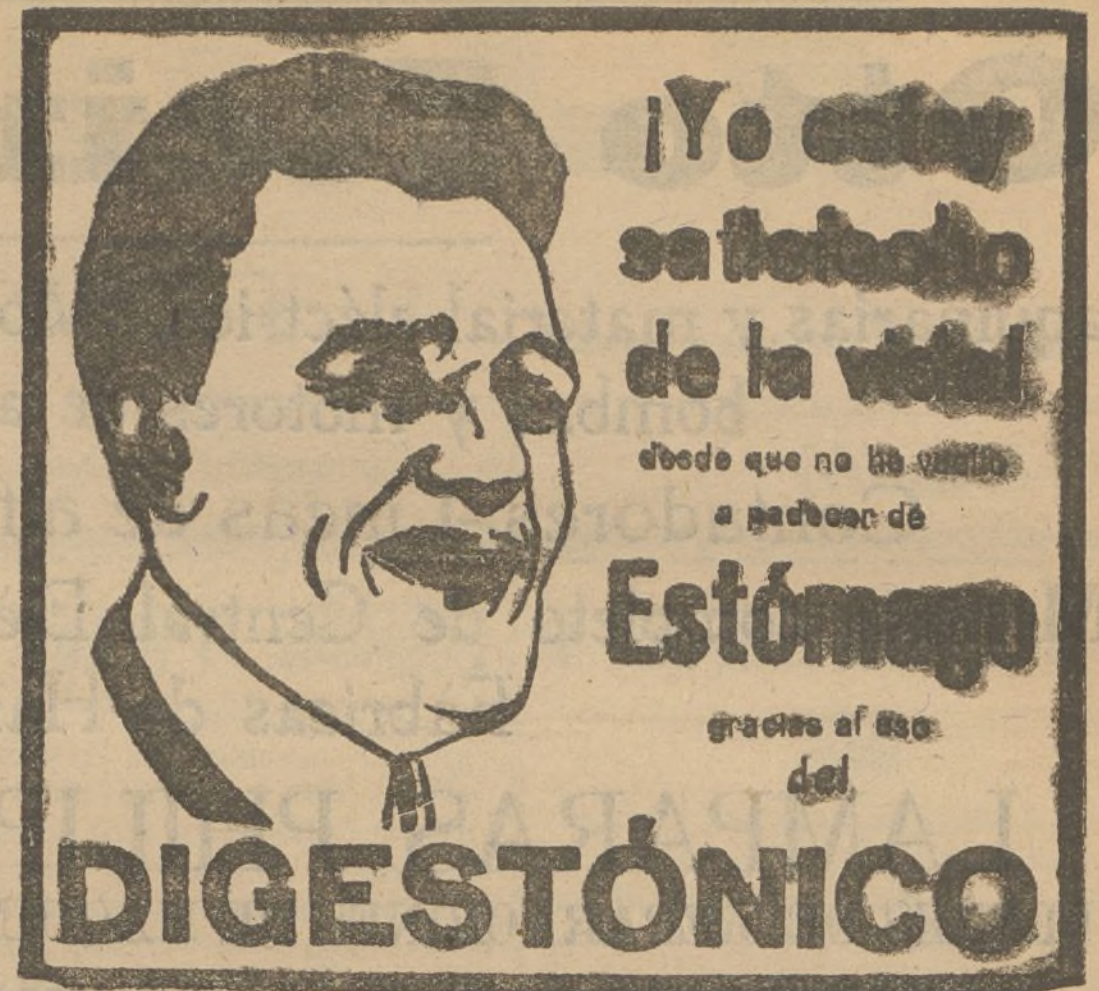 ¡Yo estoy
satisfecho
de la vida!
desde que no he vuelto
a padecer de
Estómago
gracias al uso
del
DIGESTÓNICO